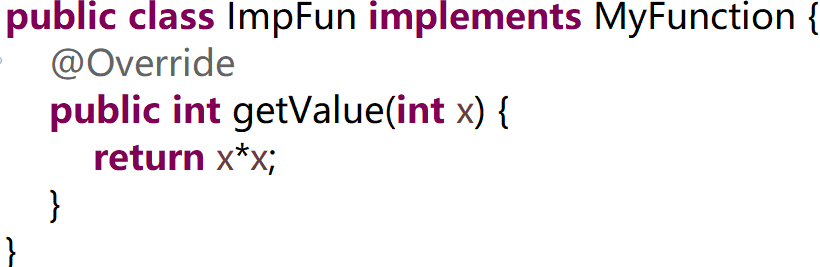 public class ImpFun implements MyFunction {
@Override
public int getValue(int x) {
return x*x;
}
}